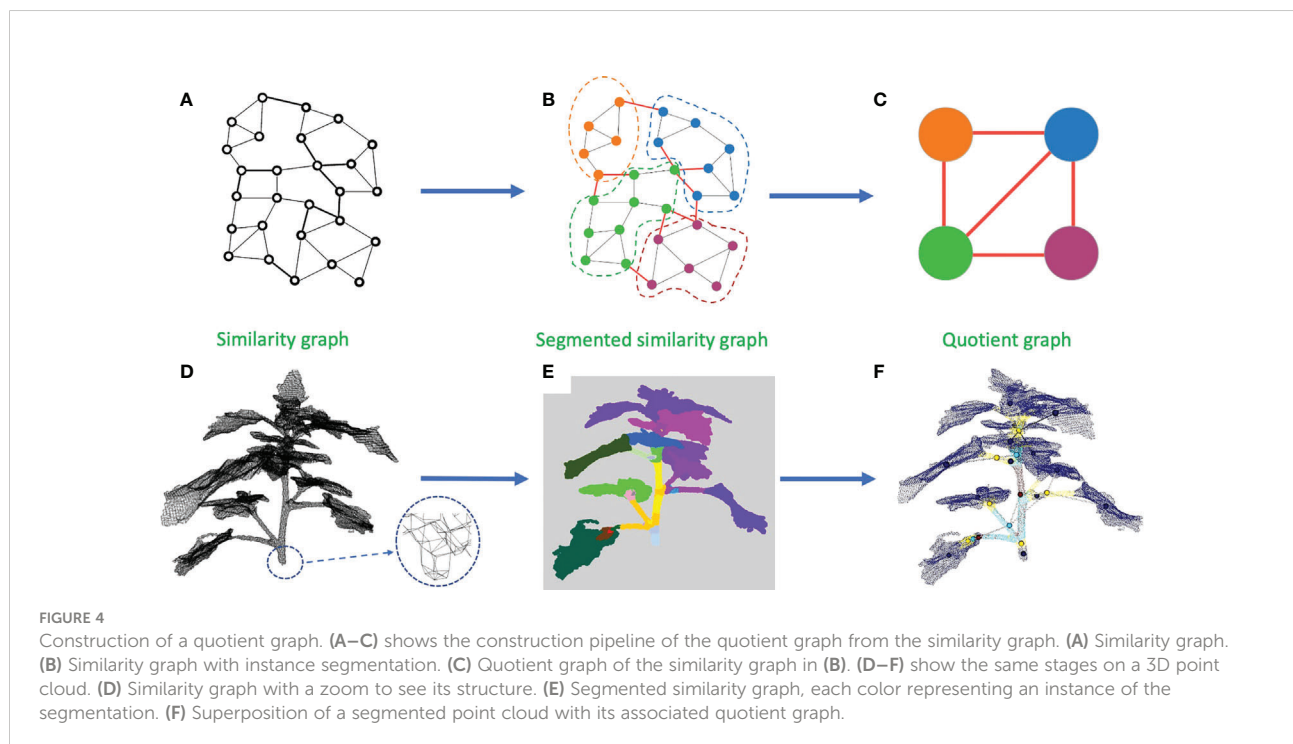 A
B
C
Similarity graph
Segmented similarity graph
Quotient graph
D
E
F
FIGURE 4
Construction of a quotient graph. (A–C) shows the construction pipeline of the quotient graph from the similarity graph. (A) Similarity graph.
(B) Similarity graph with instance segmentation. (C) Quotient graph of the similarity graph in (B). (D–F) show the same stages on a 3D point
cloud. (D) Similarity graph with a zoom to see its structure. (E) Segmented similarity graph, each color representing an instance of the
segmentation. (F) Superposition of a segmented point cloud with its associated quotient graph.